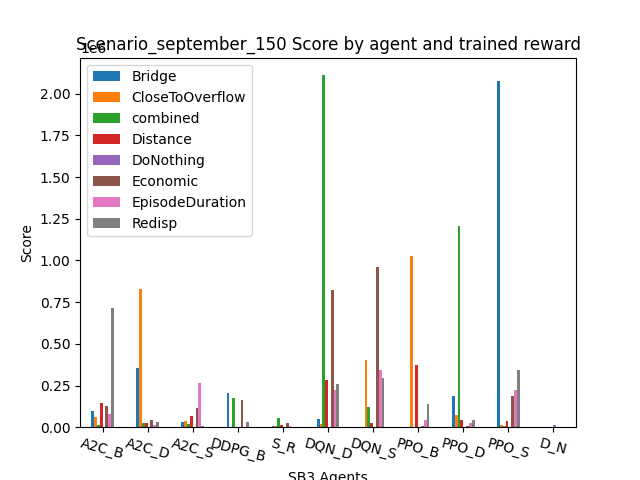 Scenario_september_150 Score by agent and trained reward
1e6
Bridge
CloseToOverflow
combined
Distance
DoNothing
Economic
EpisodeDuration
Redisp
2.00
1.75
1.50
1.25
1.00
0.75
0.50
0.25
0.00
Score
A2C_B A2C_D A2C_S DDPG_B S_R DQN_D DQN_S PPO_B PPO_D PPO_S D_N
SB3 Agents